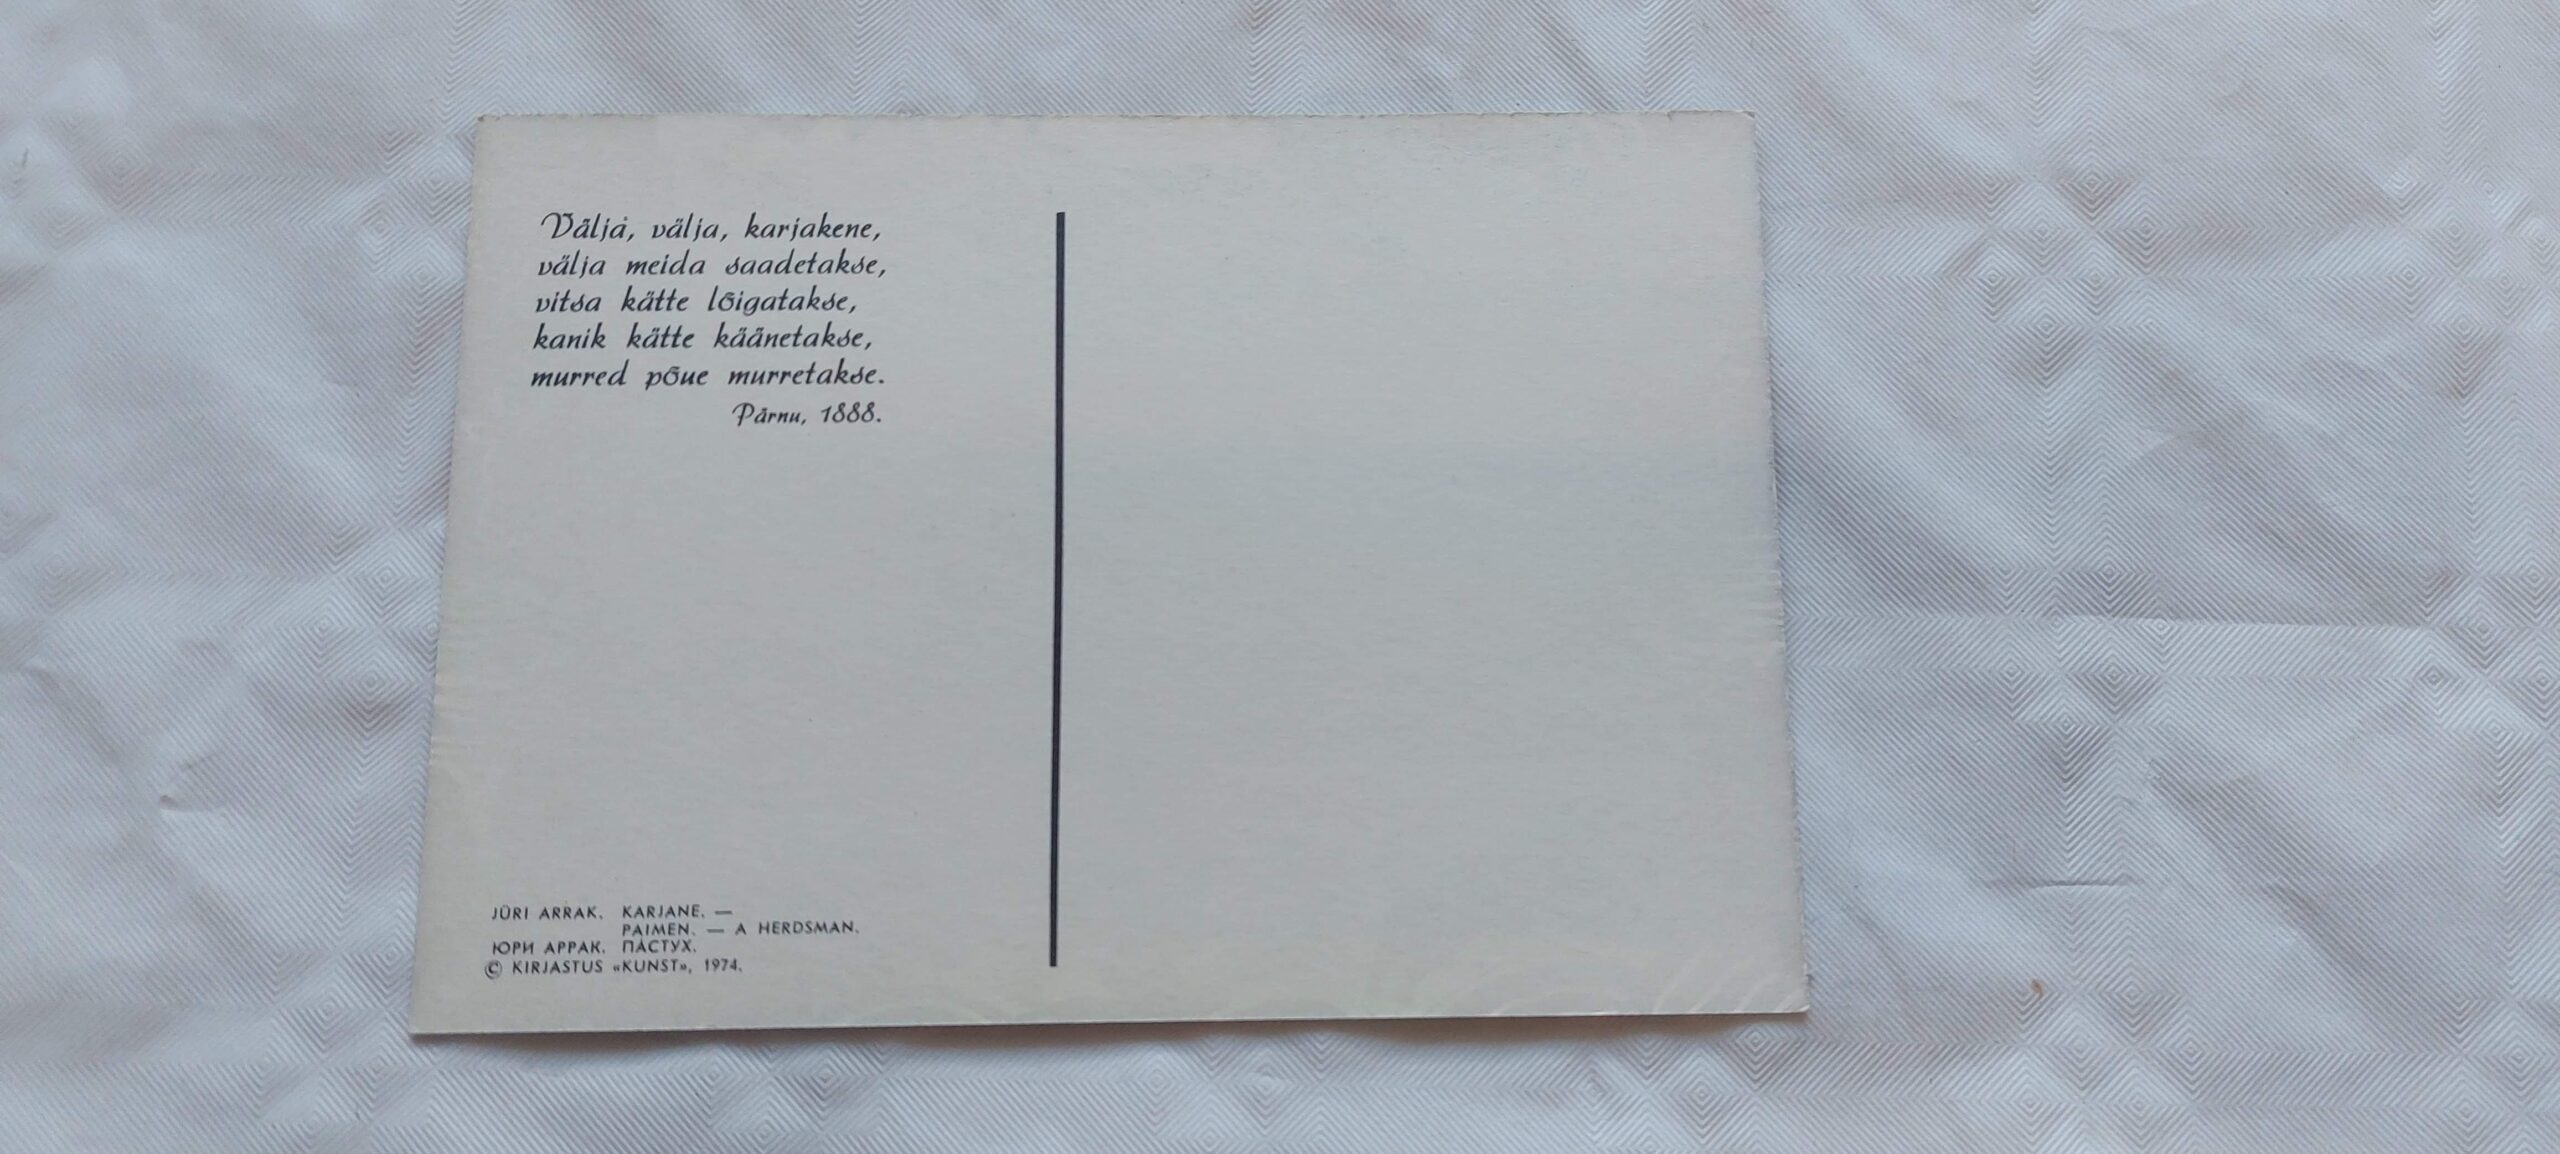 Välja, välja, karjakene,
välja meida saadetakse,
vitsa kätte lõigatakse,
kanik kätte käänetakse,
murred põue murretakse.
Pärnu, 1888.
JÜRI ARRAK. KARJANE. —
PAIMEN. — A HERDSMAN.
ЮРИ АРРАК. ПАСТУХ.
© KIRJASTUS «KUNST», 1974.